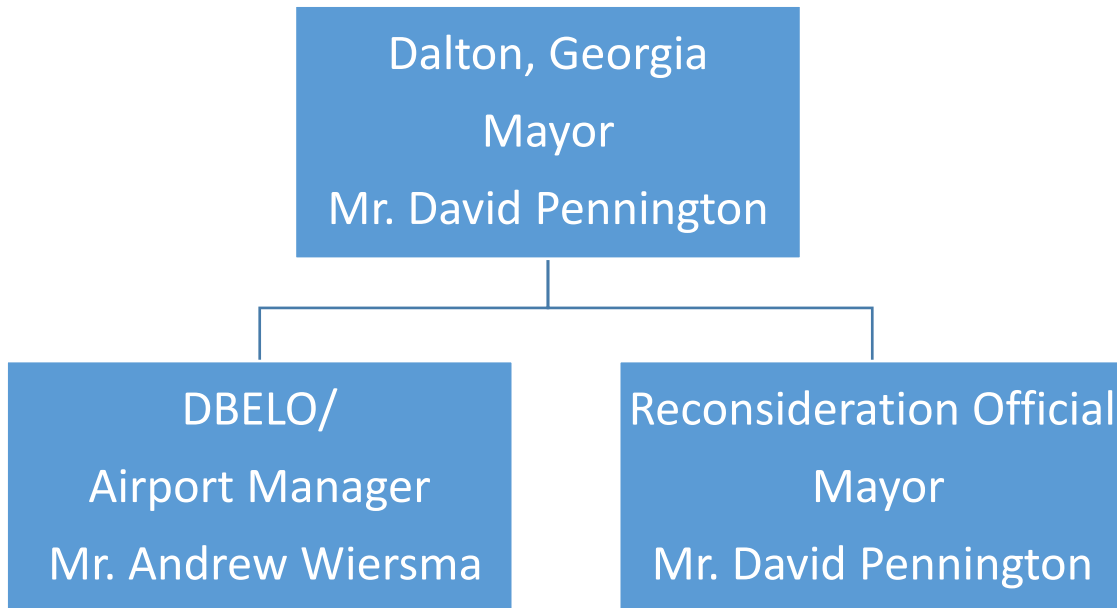 Dalton, Georgia
Mayor
Mr. David Pennington
DBELO/
Airport Manager
Mr. Andrew Wiersma
Reconsideration Official
Mayor
Mr. David Pennington